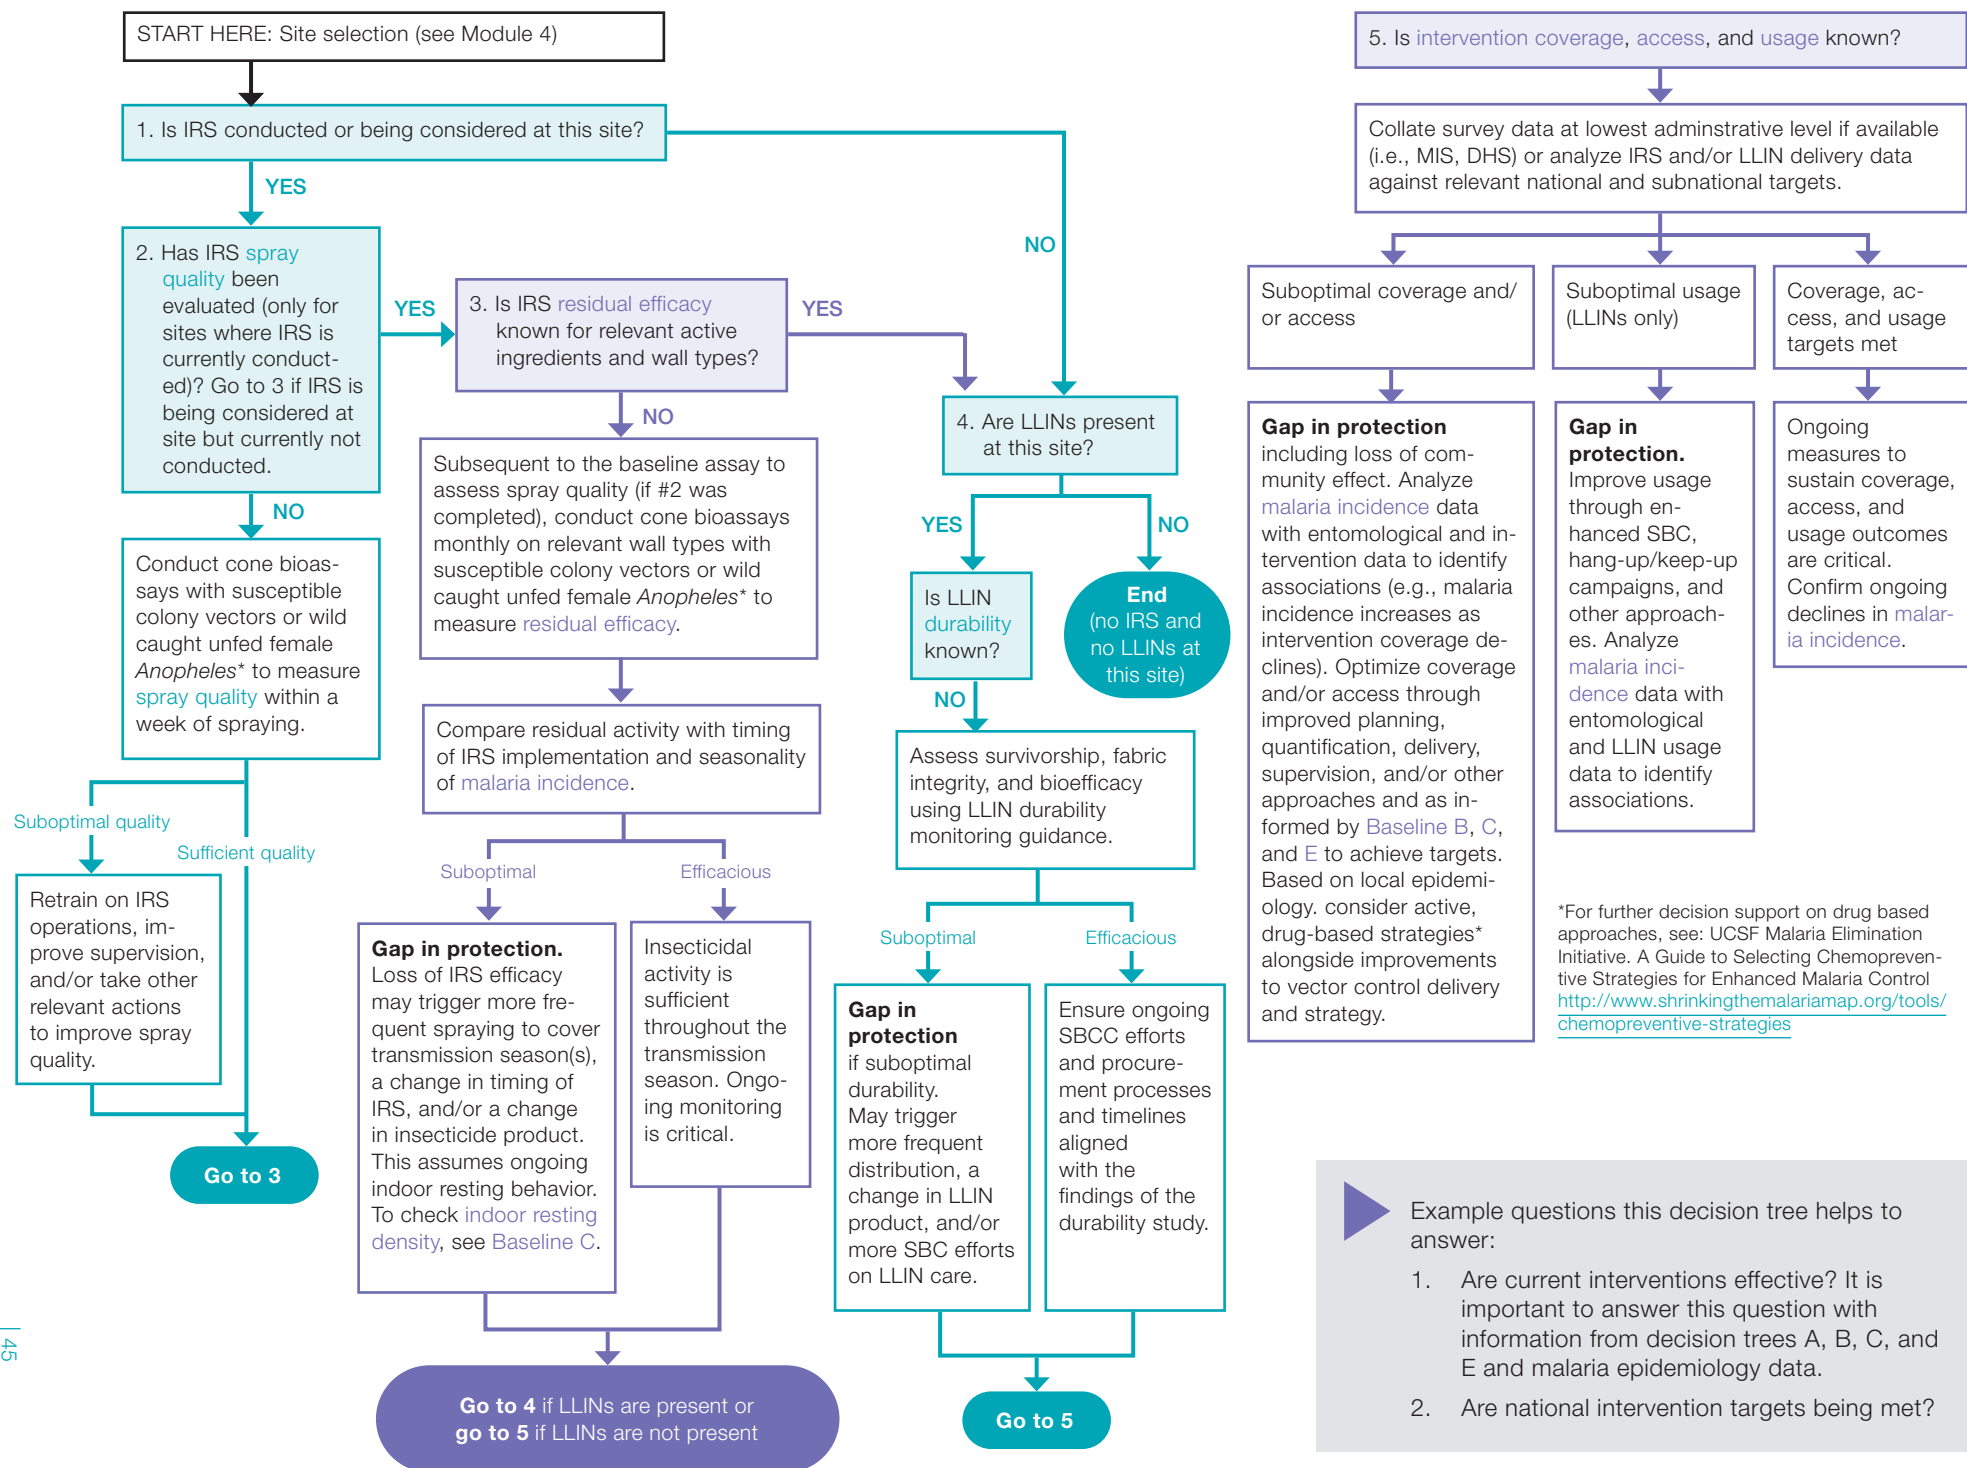 START HERE: Site selection (see Module 4)
1. Is IRS conducted or being considered at this site?
YES
NO
2. Has IRS spray
quality been
evaluated (only for
sites where IRS is
currently conduct-
ed)? Go to 3 if IRS is
being considered at
site but currently not
conducted.
YES
NO
Conduct cone bioas-
says with susceptible
colony vectors or wild
caught unfed female
Anopheles* to measure
spray quality within a
week of spraying.
Suboptimal quality
Sufficient quality
Retrain on IRS
operations, im-
prove supervision,
and/or take other
relevant actions
to improve spray
quality.
Go to 3
3. Is IRS residual efficacy
known for relevant active
ingredients and wall types?
YES
NO
Subsequent to the baseline assay to
assess spray quality (if #2 was
completed), conduct cone bioassays
monthly on relevant wall types with
susceptible colony vectors or wild
caught unfed female Anopheles* to
measure residual efficacy.
Compare residual activity with timing
of IRS implementation and seasonality
of malaria incidence.
Suboptimal
Efficacious
Gap in protection.
Loss of IRS efficacy
may trigger more fre-
quent spraying to cover
transmission season(s),
a change in timing of
IRS, and/or a change
in insecticide product.
This assumes ongoing
indoor resting behavior.
To check indoor resting
density, see Baseline C.
Insecticidal
activity is
sufficient
throughout the
transmission
season. Ongo-
ing monitoring
is critical.
Go to 4 if LLINs are present or
go to 5 if LLINs are not present
4. Are LLINs present
at this site?
YES
NO
Is LLIN
durability
known?
End
(no IRS and
no LLINs at
this site)
NO
Assess survivorship, fabric
integrity, and bioefficacy
using LLIN durability
monitoring guidance.
Suboptimal
Efficacious
Gap in
protection
if suboptimal
durability.
May trigger
more frequent
distribution, a
change in LLIN
product, and/or
more SBC efforts
on LLIN care.
Ensure ongoing
SBCC efforts
and procure-
ment processes
and timelines
aligned
with the
findings of the
durability study.
Go to 5
5. Is intervention coverage, access, and usage known?
Collate survey data at lowest adminstrative level if available
(i.e., MIS, DHS) or analyze IRS and/or LLIN delivery data
against relevant national and subnational targets.
Suboptimal coverage and/
or access
Suboptimal usage
(LLINs only)
Coverage, ac-
cess, and usage
targets met
Gap in protection
including loss of com-
munity effect. Analyze
malaria incidence data
with entomological and in-
tervention data to identify
associations (e.g., malaria
incidence increases as
intervention coverage de-
clines). Optimize coverage
and/or access through
improved planning,
quantification, delivery,
supervision, and/or other
approaches and as in-
formed by Baseline B, C,
and E to achieve targets.
Based on local epidemi-
ology. consider active,
drug-based strategies*
alongside improvements
to vector control delivery
and strategy.
Gap in
protection.
Improve usage
through en-
hanced SBC,
hang-up/keep-up
campaigns, and
other approach-
es. Analyze
malaria inci-
dence data with
entomological
and LLIN usage
data to identify
associations.
Ongoing
measures to
sustain coverage,
access, and
usage outcomes
are critical.
Confirm ongoing
declines in malar-
ia incidence.
*For further decision support on drug based
approaches, see: UCSF Malaria Elimination
Initiative. A Guide to Selecting Chemopreven-
tive Strategies for Enhanced Malaria Control
http://www.shrinkingthemalariamap.org/tools/
chemopreventive-strategies
Example questions this decision tree helps to
answer:
1. Are current interventions effective? It is
important to answer this question with
information from decision trees A, B, C, and
E and malaria epidemiology data.
2. Are national intervention targets being met?
| 45